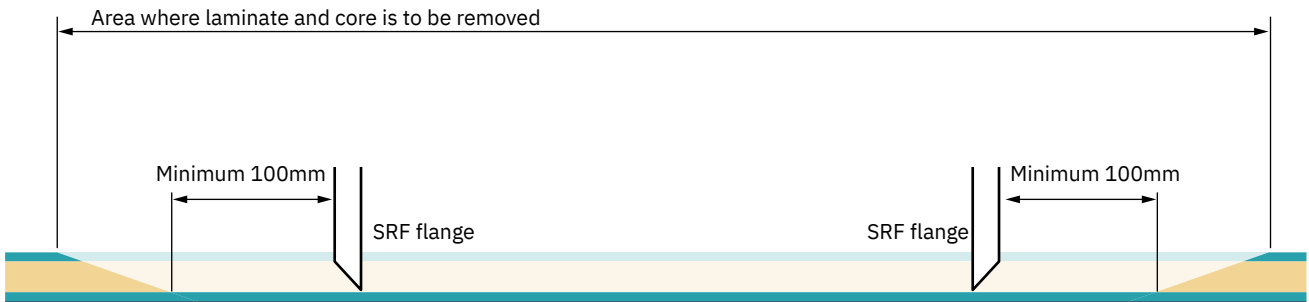 Area where laminate and core is to be removed
Minimum 100mm
Minimum 100mm
SRF flange
SRF flange